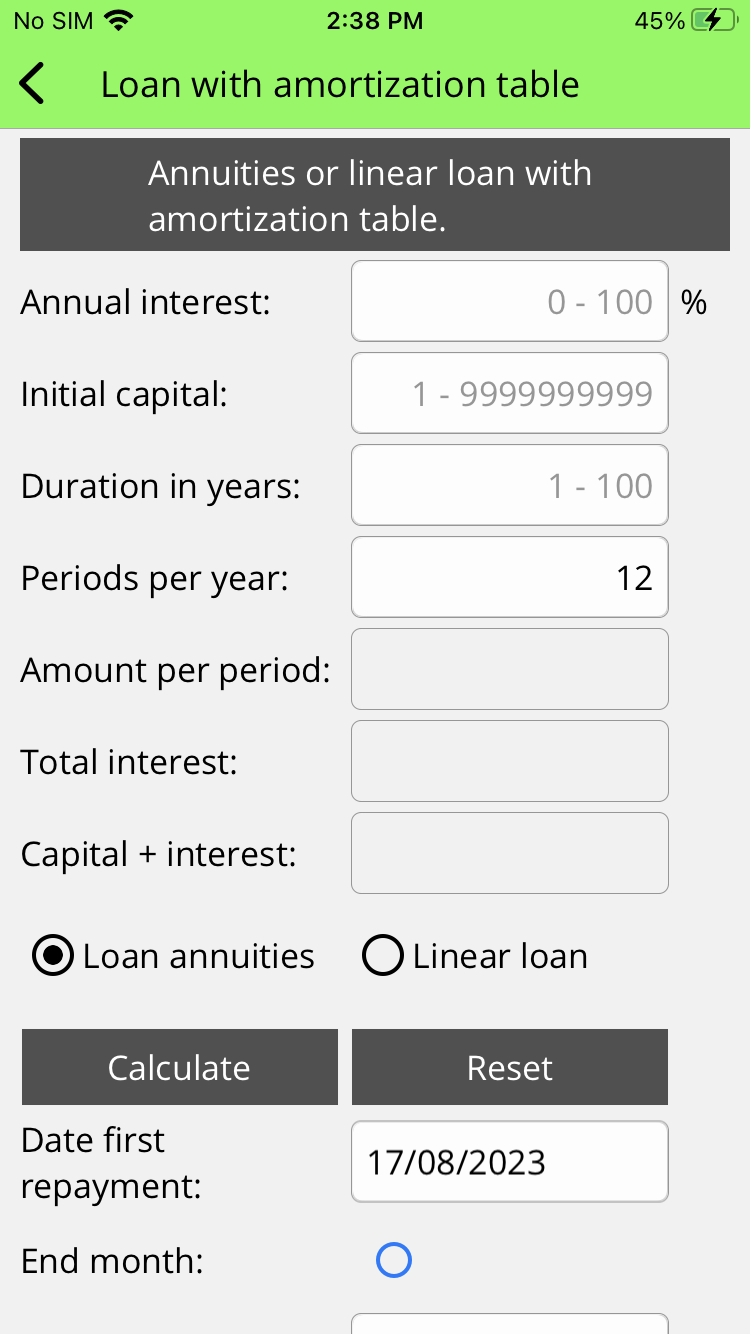 No SIM 2:38 PM 45%
Loan with amortization table
Annuities or linear loan with
amortization table.
Annual interest: 0 - 100 %
Initial capital: 1 - 9999999999
Duration in years: 1 - 100
Periods per year: 12
Amount per period:
Total interest:
Capital + interest:
Loan annuities Linear loan
Calculate Reset
Date first
repayment: 17/08/2023
End month: